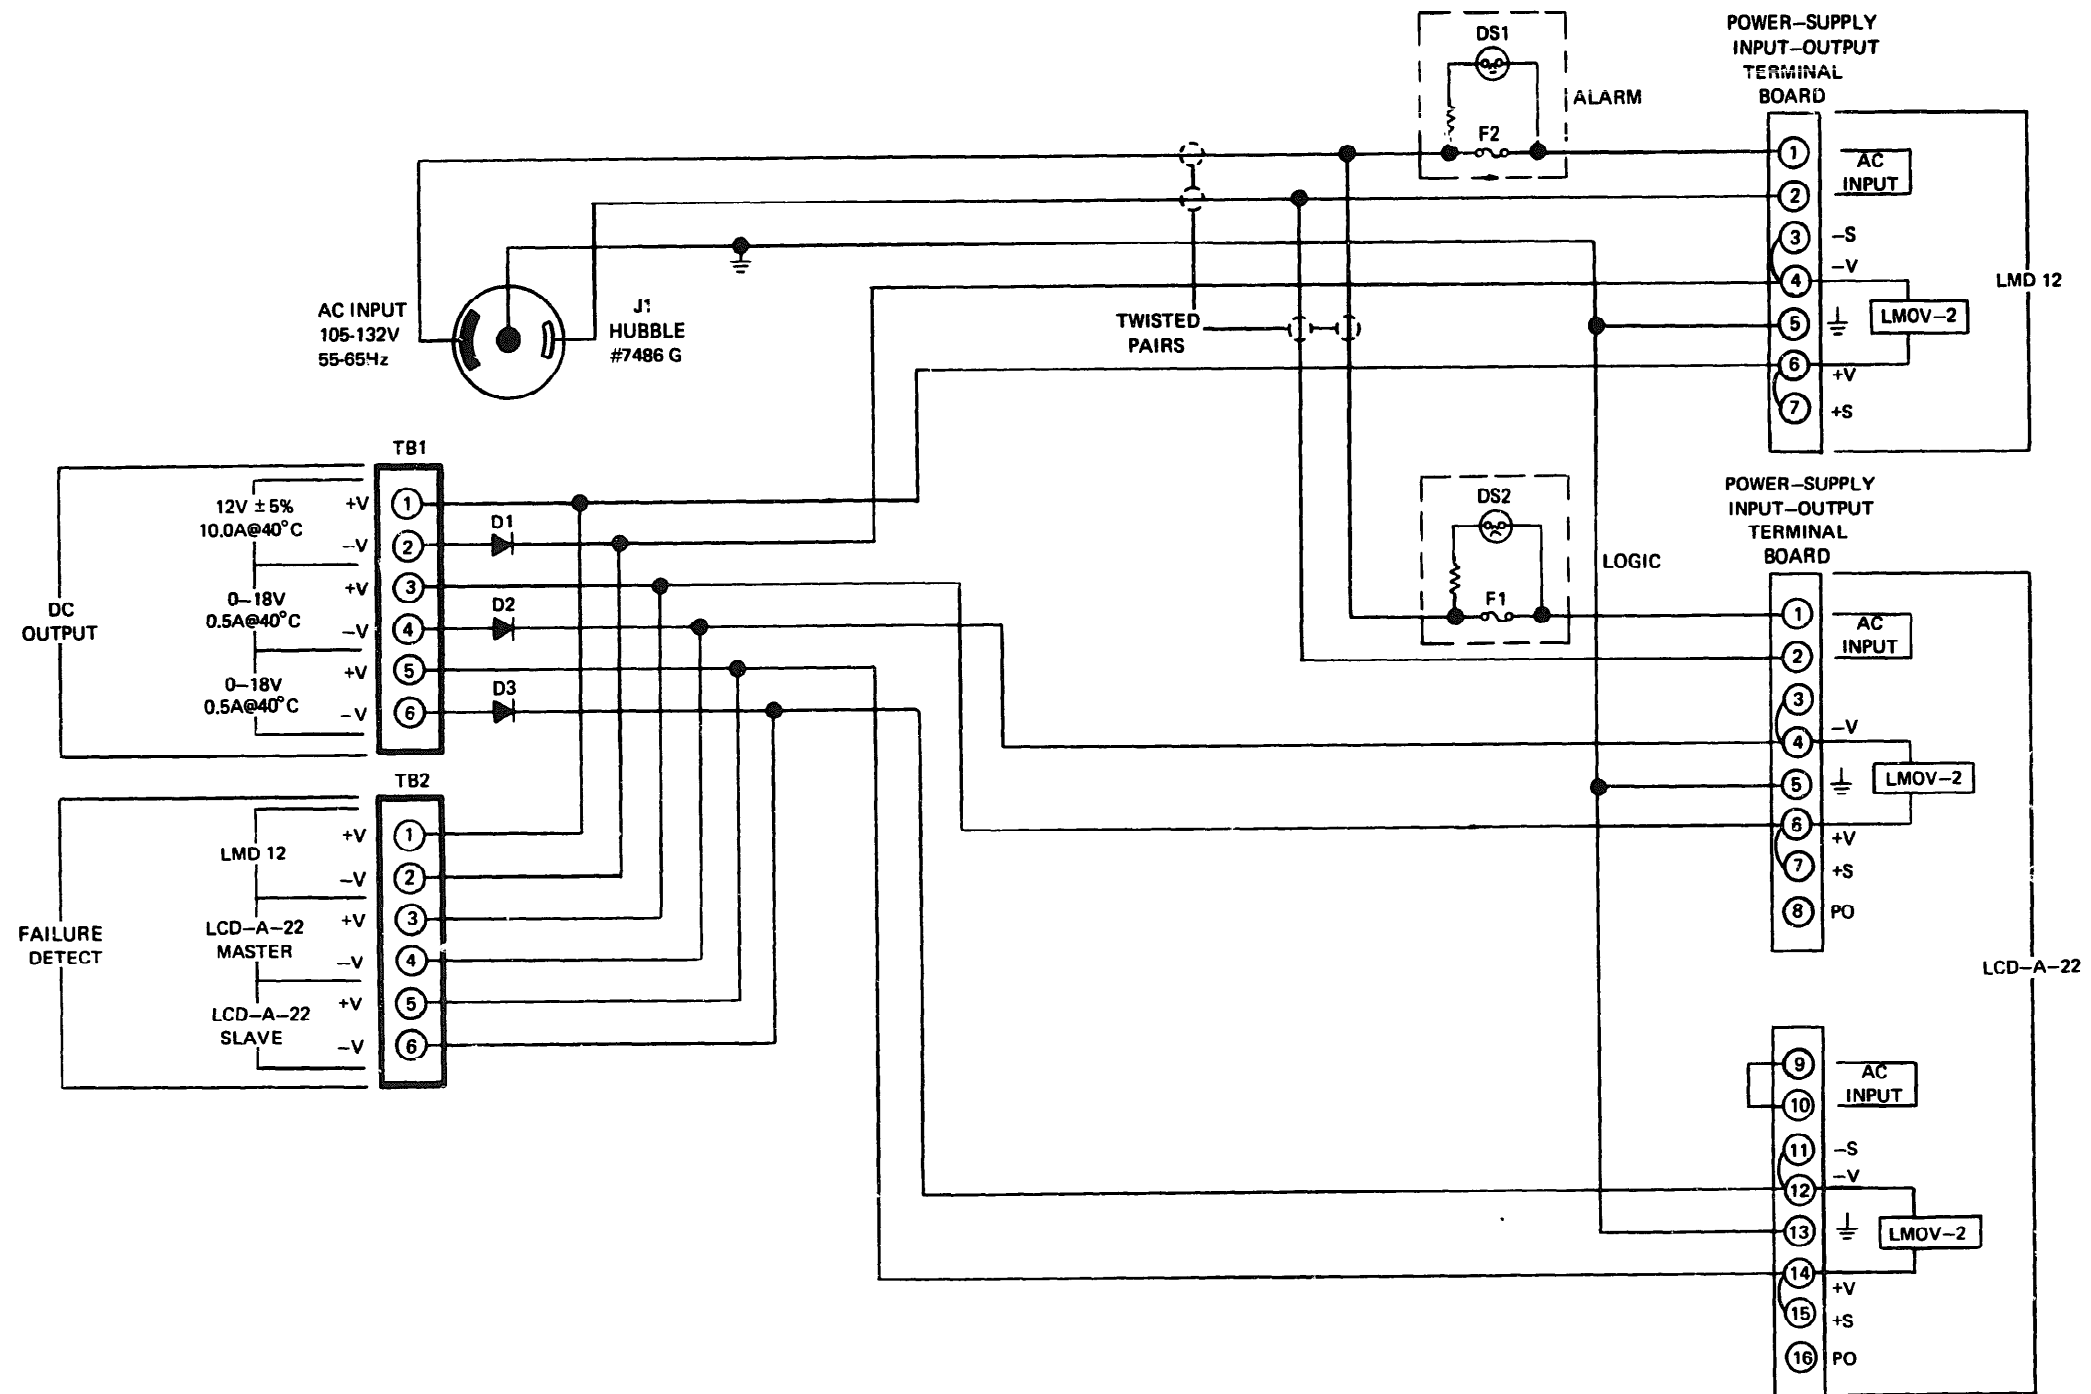 DS1
F2
ALARM
POWER–SUPPLY
INPUT–OUTPUT
TERMINAL
BOARD
1
2
3
4
5
6
7
AC
INPUT
–S
–V
+V
+S
LMOV–2
LMD 12
AC INPUT
105-132V
55-65Hz
J1
HUBBLE
#7486 G
TWISTED
PAIRS
TB1
1
2
3
4
5
6
+V
–V
+V
–V
+V
–V
12V ± 5%
10.0A@40°C
0–18V
0.5A@40°C
0–18V
0.5A@40°C
DC
OUTPUT
D1
D2
D3
TB2
1
2
3
4
5
6
+V
–V
+V
–V
+V
–V
LMD 12
LCD–A–22
MASTER
LCD–A–22
SLAVE
FAILURE
DETECT
DS2
F1
LOGIC
POWER–SUPPLY
INPUT–OUTPUT
TERMINAL
BOARD
1
2
3
4
5
6
7
8
AC
INPUT
–V
+V
+S
PO
LMOV–2
LCD–A–22
9
10
11
12
13
14
15
16
AC
INPUT
–S
–V
+V
+S
PO
LMOV–2